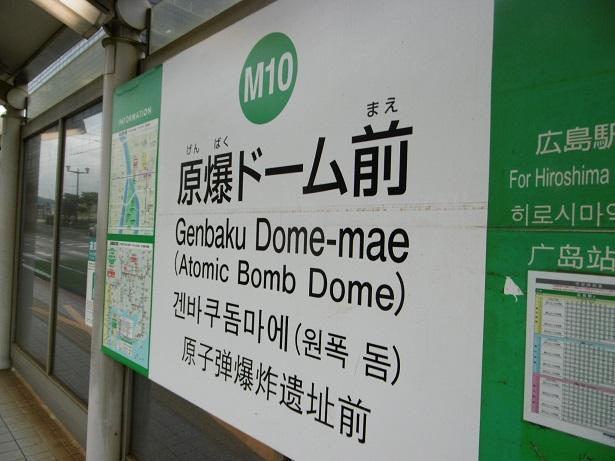 INFORMATION
M10
げん ばく まえ
原爆ドーム前
Genbaku Dome-mae
(Atomic Bomb Dome)
겐바쿠돔마에(원폭 돔)
原子弹爆炸遗址前
広島駅
For Hiroshima
히로시마역
广岛站